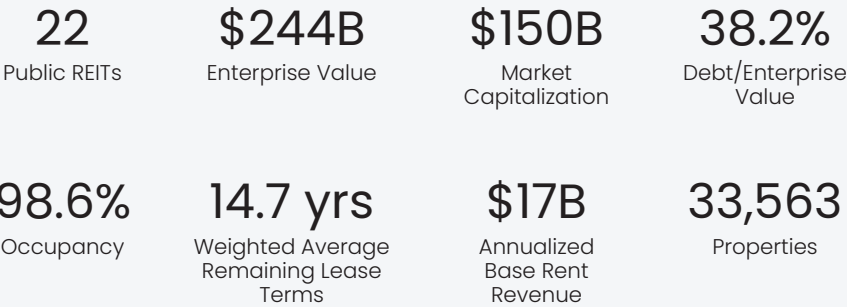 22
Public REITs
$244B
Enterprise Value
$150B
Market
Capitalization
38.2%
Debt/Enterprise
Value
98.6%
Occupancy
14.7 yrs
Weighted Average
Remaining Lease
Terms
$17B
Annualized
Base Rent
Revenue
33,563
Properties